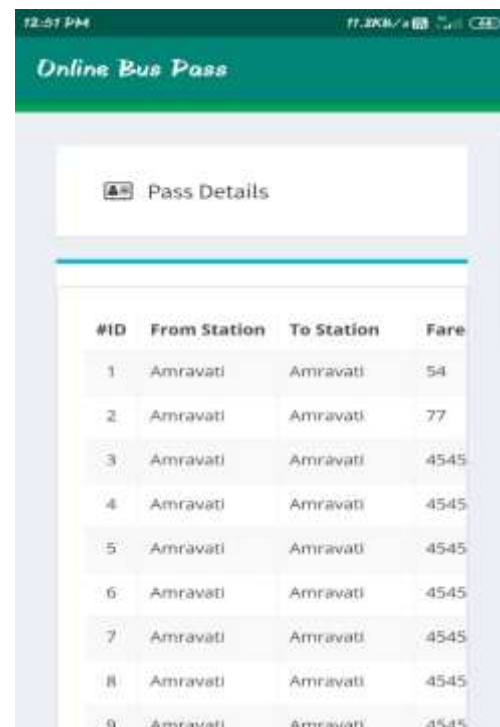 12:51 PM 11.2KB/s
Online Bus Pass
Pass Details
#ID From Station To Station Fare
1 Amravati Amravati 54
2 Amravati Amravati 77
3 Amravati Amravati 4545
4 Amravati Amravati 4545
5 Amravati Amravati 4545
6 Amravati Amravati 4545
7 Amravati Amravati 4545
8 Amravati Amravati 4545
9 Amravati Amravati 4545